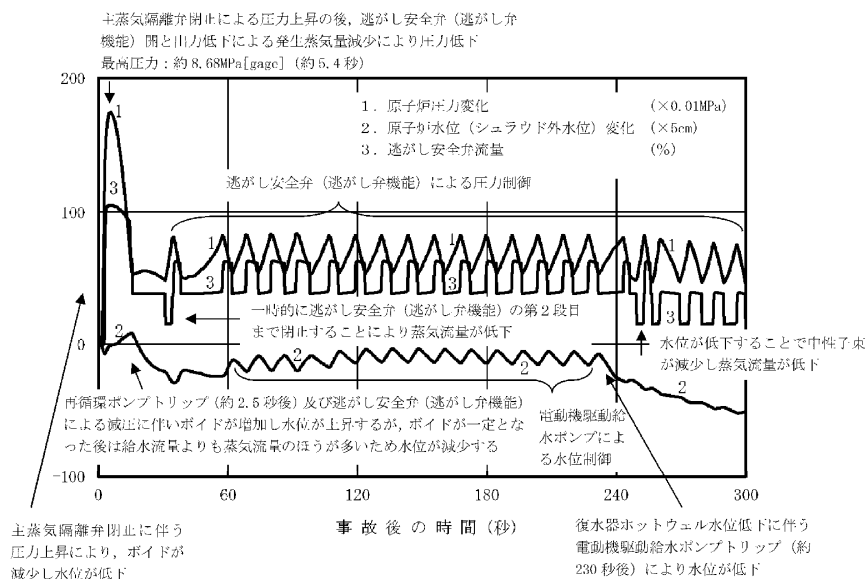 主蒸気隔離弁閉止による圧力上昇の後，逃がし安全弁（逃がし弁
機能）開と出力低下による発生蒸気量減少により圧力低下
最高圧力：約 8.68MPa[gage]（約 5.4 秒）
200
1
１．原子炉圧力変化　(×0.01MPa)
２．原子炉水位（シュラウド外水位）変化　(×5cm)
３．逃がし安全弁流量　(%)
3
逃がし安全弁（逃がし弁機能）による圧力制御
100
1
1
1
3
3
3
一時的に逃がし安全弁（逃がし弁機能）の第２段目
まで閉止することにより蒸気流量が低下
水位が低下することで中性子束
が減少し蒸気流量が低下
0
2
2
2
2
再循環ポンプトリップ（約 2.5 秒後）及び逃がし安全弁（逃がし弁機能）
による減圧に伴いボイドが増加し水位が上昇するが，ボイドが一定とな
った後は給水流量よりも蒸気流量のほうが多いため水位が減少する
電動機駆動給
水ポンプによ
る水位制御
-100
0
60
120
180
240
300
事故後の時間（秒）
主蒸気隔離弁閉止に伴う
圧力上昇により，ボイドが
減少し水位が低下
復水器ホットウェル水位低下に伴う
電動機駆動給水ポンプトリップ（約
230 秒後）により水位が低下